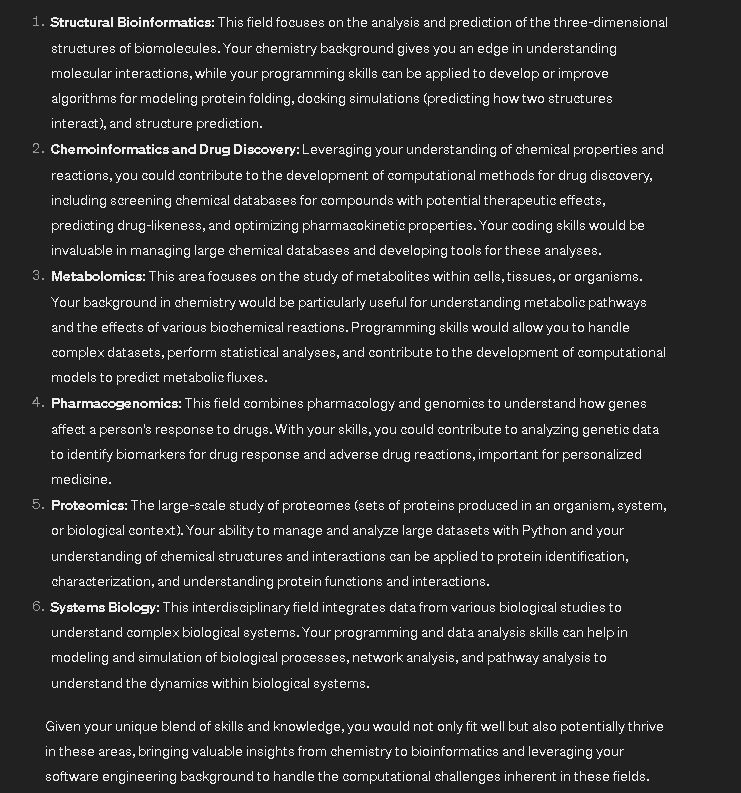 1. Structural Bioinformatics: This field focuses on the analysis and prediction of the three-dimensional
structures of biomolecules. Your chemistry background gives you an edge in understanding
molecular interactions, while your programming skills can be applied to develop or improve
algorithms for modeling protein folding, docking simulations (predicting how two structures
interact), and structure prediction.
2. Chemoinformatics and Drug Discovery: Leveraging your understanding of chemical properties and
reactions, you could contribute to the development of computational methods for drug discovery,
including screening chemical databases for compounds with potential therapeutic effects,
predicting drug-likeness, and optimizing pharmacokinetic properties. Your coding skills would be
invaluable in managing large chemical databases and developing tools for these analyses.
3. Metabolomics: This area focuses on the study of metabolites within cells, tissues, or organisms.
Your background in chemistry would be particularly useful for understanding metabolic pathways
and the effects of various biochemical reactions. Programming skills would allow you to handle
complex datasets, perform statistical analyses, and contribute to the development of computational
models to predict metabolic fluxes.
4. Pharmacogenomics: This field combines pharmacology and genomics to understand how genes
affect a person's response to drugs. With your skills, you could contribute to analyzing genetic data
to identify biomarkers for drug response and adverse drug reactions, important for personalized
medicine.
5. Proteomics: The large-scale study of proteomes (sets of proteins produced in an organism, system,
or biological context). Your ability to manage and analyze large datasets with Python and your
understanding of chemical structures and interactions can be applied to protein identification,
characterization, and understanding protein functions and interactions.
6. Systems Biology: This interdisciplinary field integrates data from various biological studies to
understand complex biological systems. Your programming and data analysis skills can help in
modeling and simulation of biological processes, network analysis, and pathway analysis to
understand the dynamics within biological systems.
Given your unique blend of skills and knowledge, you would not only fit well but also potentially thrive
in these areas, bringing valuable insights from chemistry to bioinformatics and leveraging your
software engineering background to handle the computational challenges inherent in these fields.